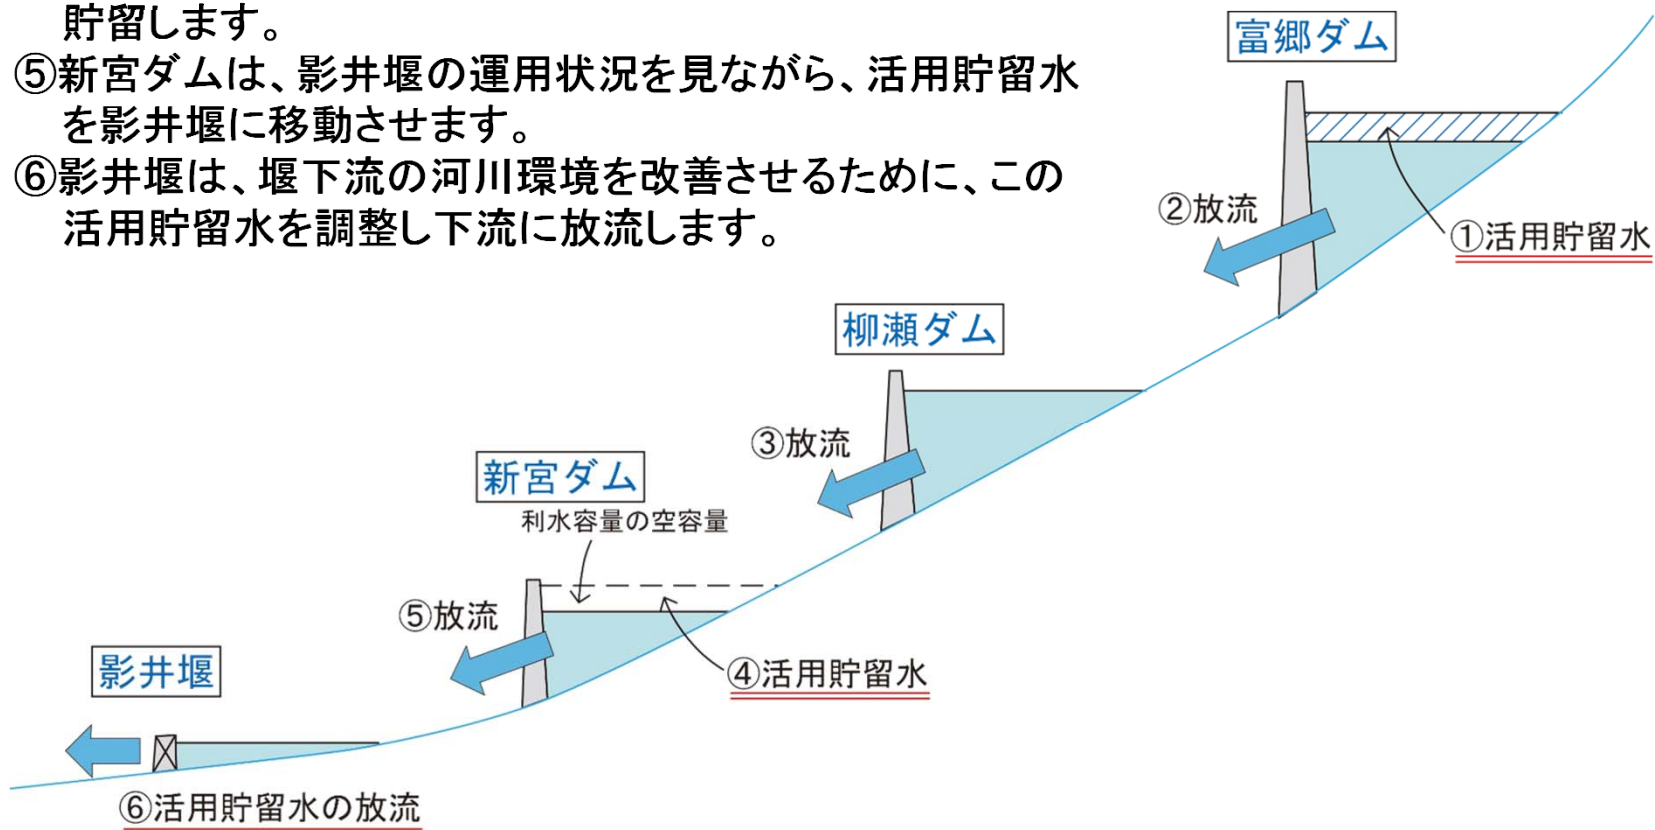 貯留します。
⑤新宮ダムは、影井堰の運用状況を見ながら、活用貯留水
を影井堰に移動させます。
⑥影井堰は、堰下流の河川環境を改善させるために、この
活用貯留水を調整し下流に放流します。
富郷ダム
②放流
①活用貯留水
柳瀬ダム
③放流
新宮ダム
利水容量の空容量
⑤放流
④活用貯留水
影井堰
⑥活用貯留水の放流